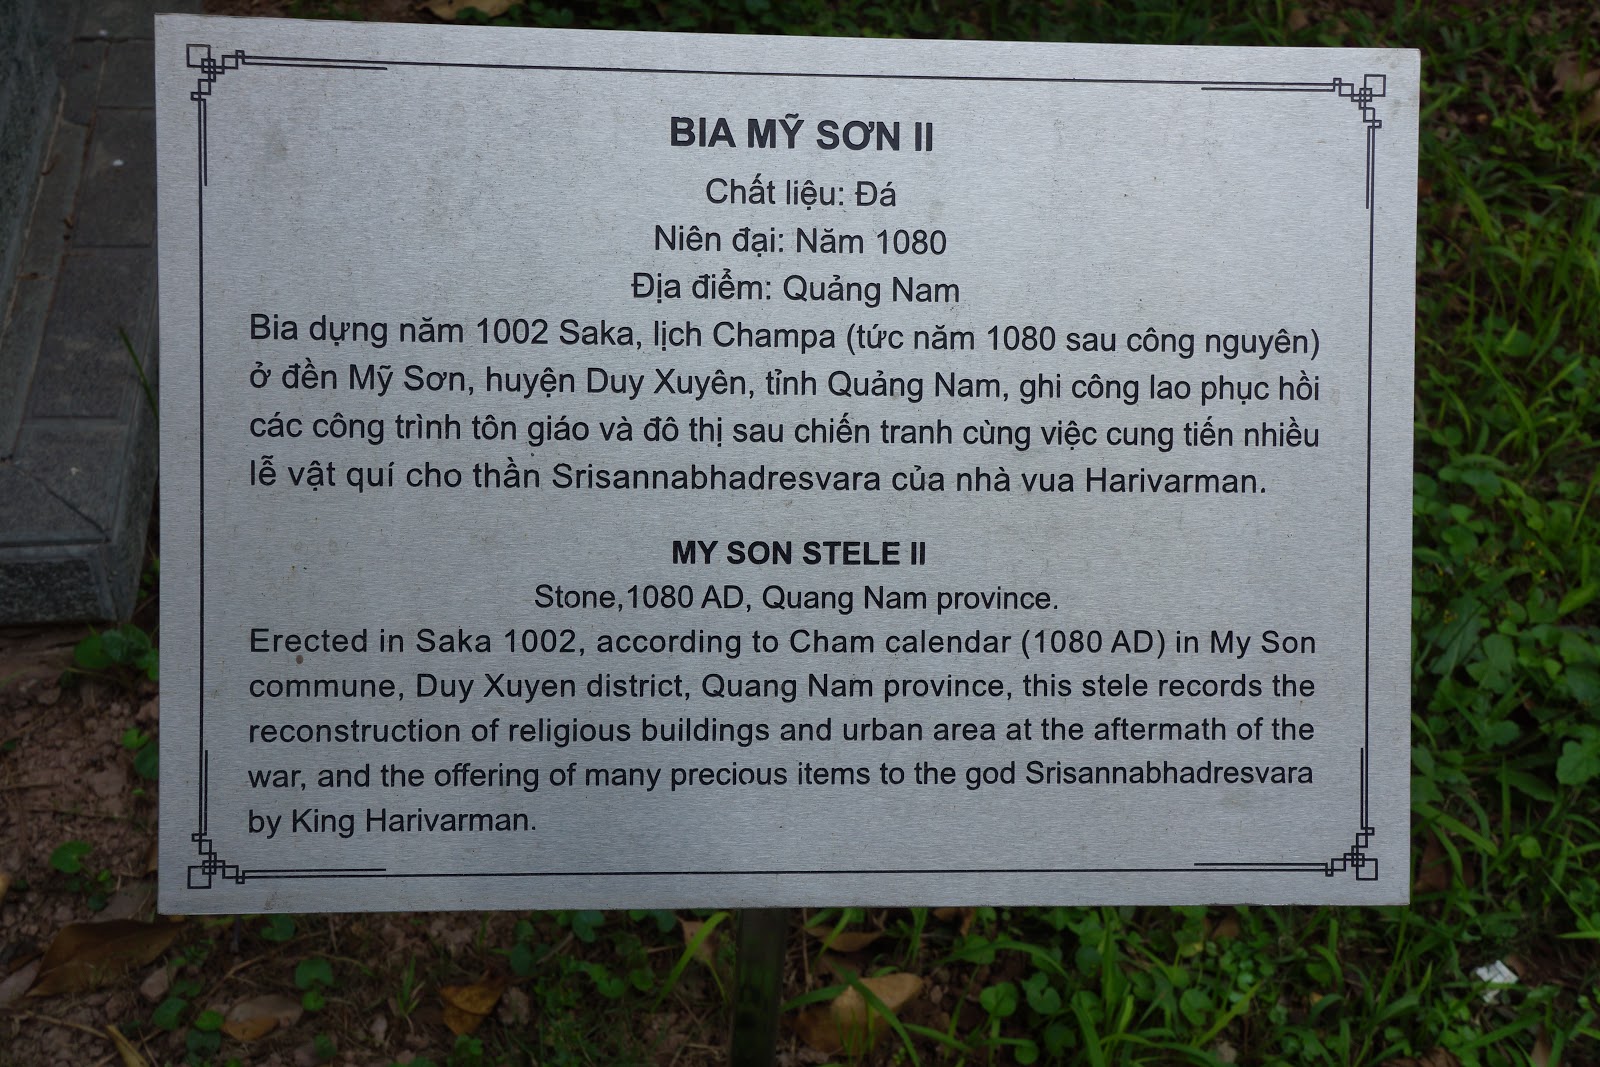 BIA MỸ SƠN II
Chất liệu: Đá
Niên đại: Năm 1080
Địa điểm: Quảng Nam
Bia dựng năm 1002 Saka, lịch Champa (tức năm 1080 sau công nguyên)
ở đền Mỹ Sơn, huyện Duy Xuyên, tỉnh Quảng Nam, ghi công lao phục hồi
các công trình tôn giáo và đô thị sau chiến tranh cùng việc cung tiến nhiều
lễ vật quí cho thần Srisannabhadresvara của nhà vua Harivarman.
MY SON STELE II
Stone,1080 AD, Quang Nam province.
Erected in Saka 1002, according to Cham calendar (1080 AD) in My Son
commune, Duy Xuyen district, Quang Nam province, this stele records the
reconstruction of religious buildings and urban area at the aftermath of the
war, and the offering of many precious items to the god Srisannabhadresvara
by King Harivarman.